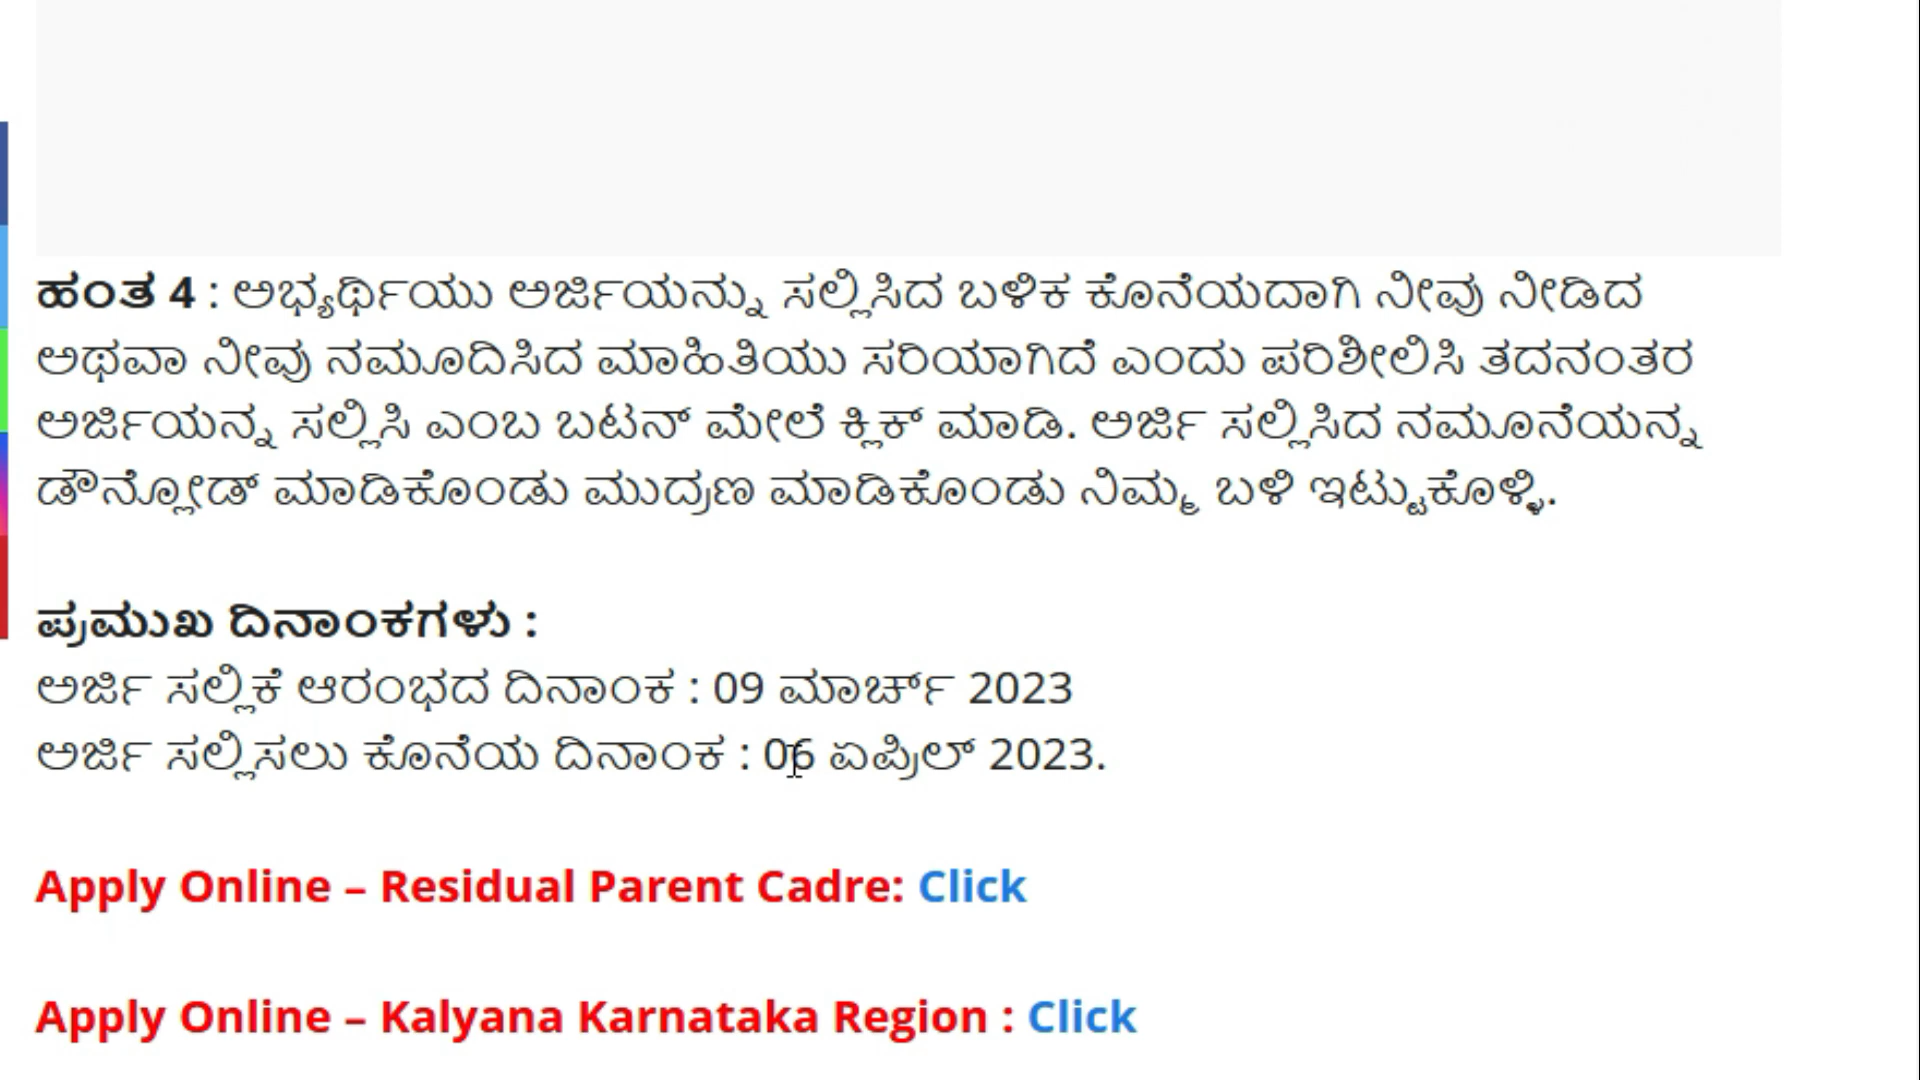 ಹಂತ 4 : ಅಭ್ಯರ್ಥಿಯು ಅರ್ಜಿಯನ್ನು ಸಲ್ಲಿಸಿದ ಬಳಿಕ ಕೊನೆಯದಾಗಿ ನೀವು ನೀಡಿದ
ಅಥವಾ ನೀವು ನಮೂದಿಸಿದ ಮಾಹಿತಿಯು ಸರಿಯಾಗಿದೆ ಎಂದು ಪರಿಶೀಲಿಸಿ ತದನಂತರ
ಅರ್ಜಿಯನ್ನ ಸಲ್ಲಿಸಿ ಎಂಬ ಬಟನ್ ಮೇಲೆ ಕ್ಲಿಕ್ ಮಾಡಿ. ಅರ್ಜಿ ಸಲ್ಲಿಸಿದ ನಮೂನೆಯನ್ನ
ಡೌನ್ಲೋಡ್ ಮಾಡಿಕೊಂಡು ಮುದ್ರಣ ಮಾಡಿಕೊಂಡು ನಿಮ್ಮ ಬಳಿ ಇಟ್ಟುಕೊಳ್ಳಿ.
ಪ್ರಮುಖ ದಿನಾಂಕಗಳು :
ಅರ್ಜಿ ಸಲ್ಲಿಕೆ ಆರಂಭದ ದಿನಾಂಕ : 09 ಮಾರ್ಚ್ 2023
ಅರ್ಜಿ ಸಲ್ಲಿಸಲು ಕೊನೆಯ ದಿನಾಂಕ : 06 ಏಪ್ರಿಲ್ 2023.
Apply Online – Residual Parent Cadre: Click
Apply Online – Kalyana Karnataka Region : Click